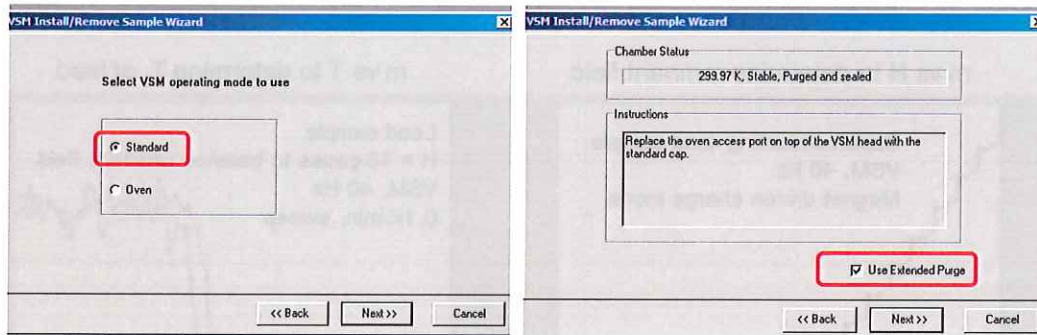 VSM Install/Remove Sample Wizard
Select VSM operating mode to use
Standard
Oven
<< Back
Next >>
Cancel
VSM Install/Remove Sample Wizard
Chamber Status
299.97 K, Stable, Purged and sealed
Instructions
Replace the oven access port on top of the VSM head with the
standard cap.
Use Extended Purge
<< Back
Next >>
Cancel